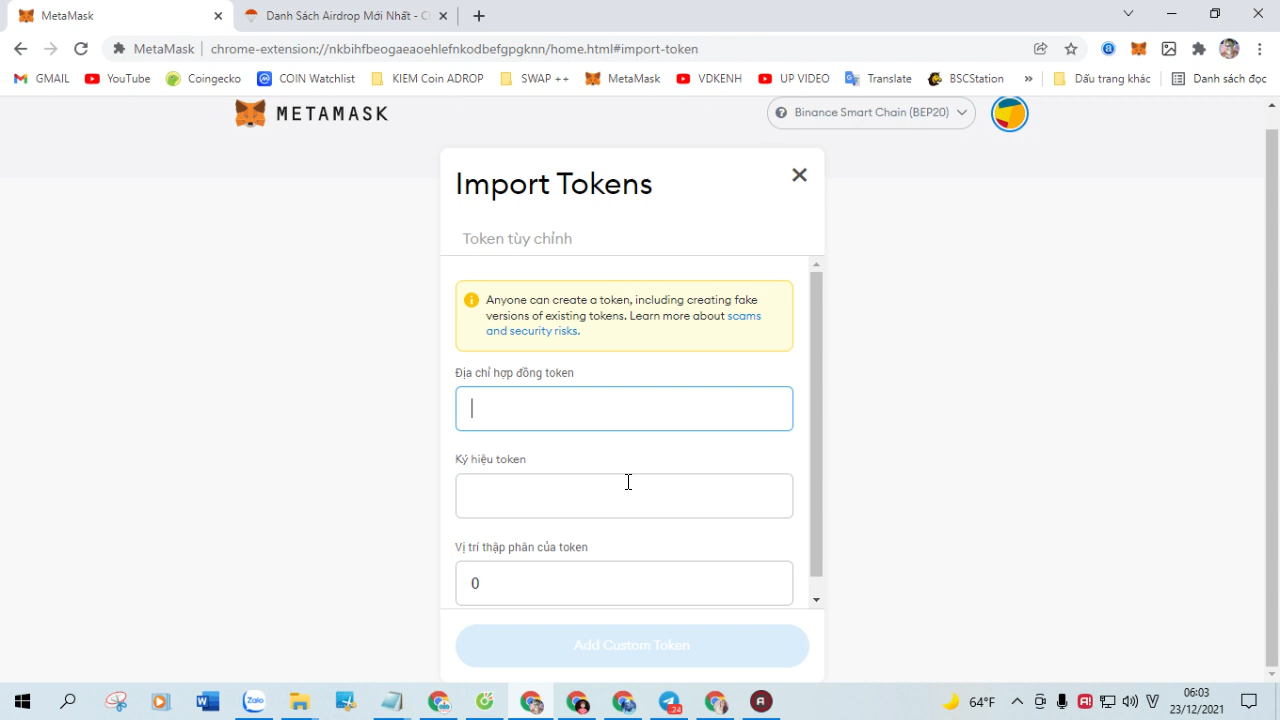 MetaMask
Danh Sách Airdrop Mới Nhất - C
MetaMask
chrome-extension://nkbihfbeogaeaoehlefnkodbefgpgknn/home.html#import-token
GMAIL
YouTube
Coingecko
COIN Watchlist
KIEM Coin ADROP
SWAP ++
MetaMask
VDKENH
UP VIDEO
Translate
BSCStation
»
Dấu trang khác
Danh sách đọc
METAMASK
Binance Smart Chain (BEP20)
Import Tokens
Token tùy chỉnh
Anyone can create a token, including creating fake
versions of existing tokens. Learn more about scams
and security risks.
Địa chỉ hợp đồng token
Ký hiệu token
Vị trí thập phân của token
0
Add Custom Token
Zalo
24
64°F
06:03
23/12/2021